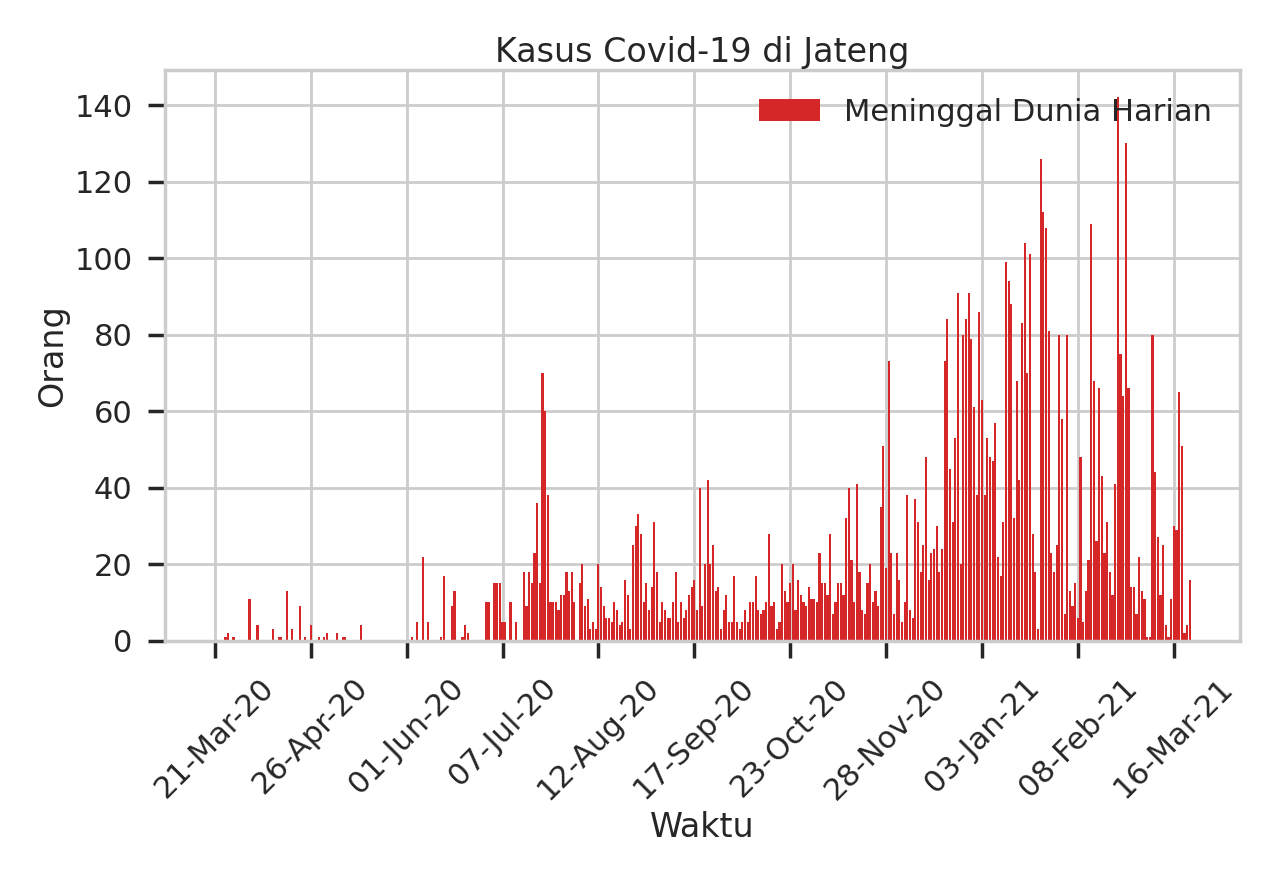 Kasus Covid-19 di Jateng
Meninggal Dunia Harian
140
120
100
80
60
40
20
0
Orang
21-Mar-20
26-Apr-20
01-Jun-20
07-Jul-20
12-Aug-20
17-Sep-20
23-Oct-20
28-Nov-20
03-Jan-21
08-Feb-21
16-Mar-21
Waktu